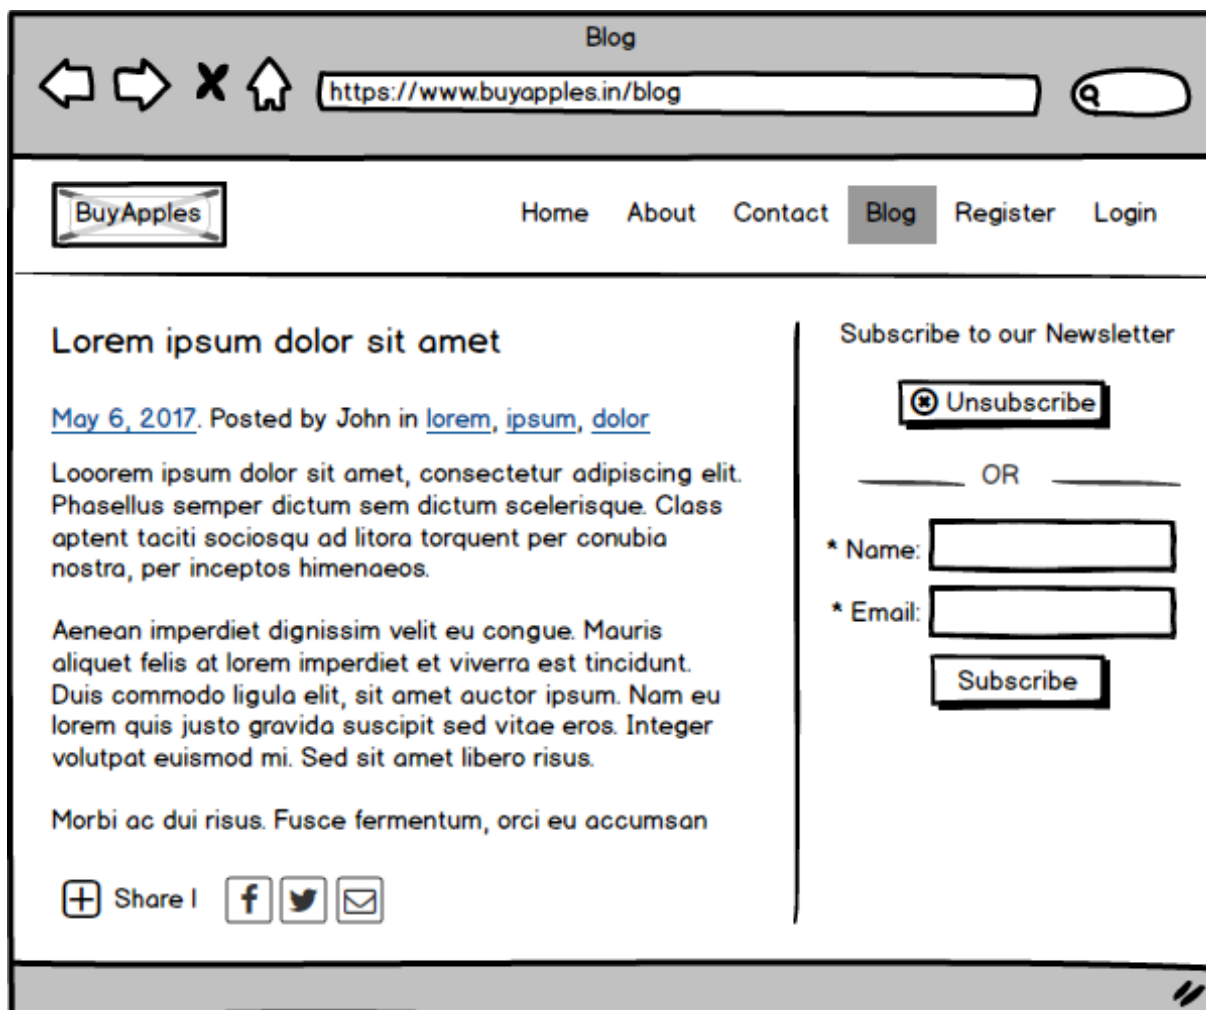 Blog
https://www.buyapples.in/blog
BuyApples
Home About Contact Blog Register Login
Lorem ipsum dolor sit amet
May 6, 2017. Posted by John in lorem, ipsum, dolor
Looorem ipsum dolor sit amet, consectetur adipiscing elit.
Phasellus semper dictum sem dictum scelerisque. Class
aptent taciti sociosqu ad litora torquent per conubia
nostra, per inceptos himenaeos.
Aenean imperdiet dignissim velit eu congue. Mauris
aliquet felis at lorem imperdiet et viverra est tincidunt.
Duis commodo ligula elit, sit amet auctor ipsum. Nam eu
lorem quis justo gravida suscipit sed vitae eros. Integer
volutpat euismod mi. Sed sit amet libero risus.
Morbi ac dui risus. Fusce fermentum, orci eu accumsan
Share |
Subscribe to our Newsletter
Unsubscribe
OR
* Name:
* Email:
Subscribe